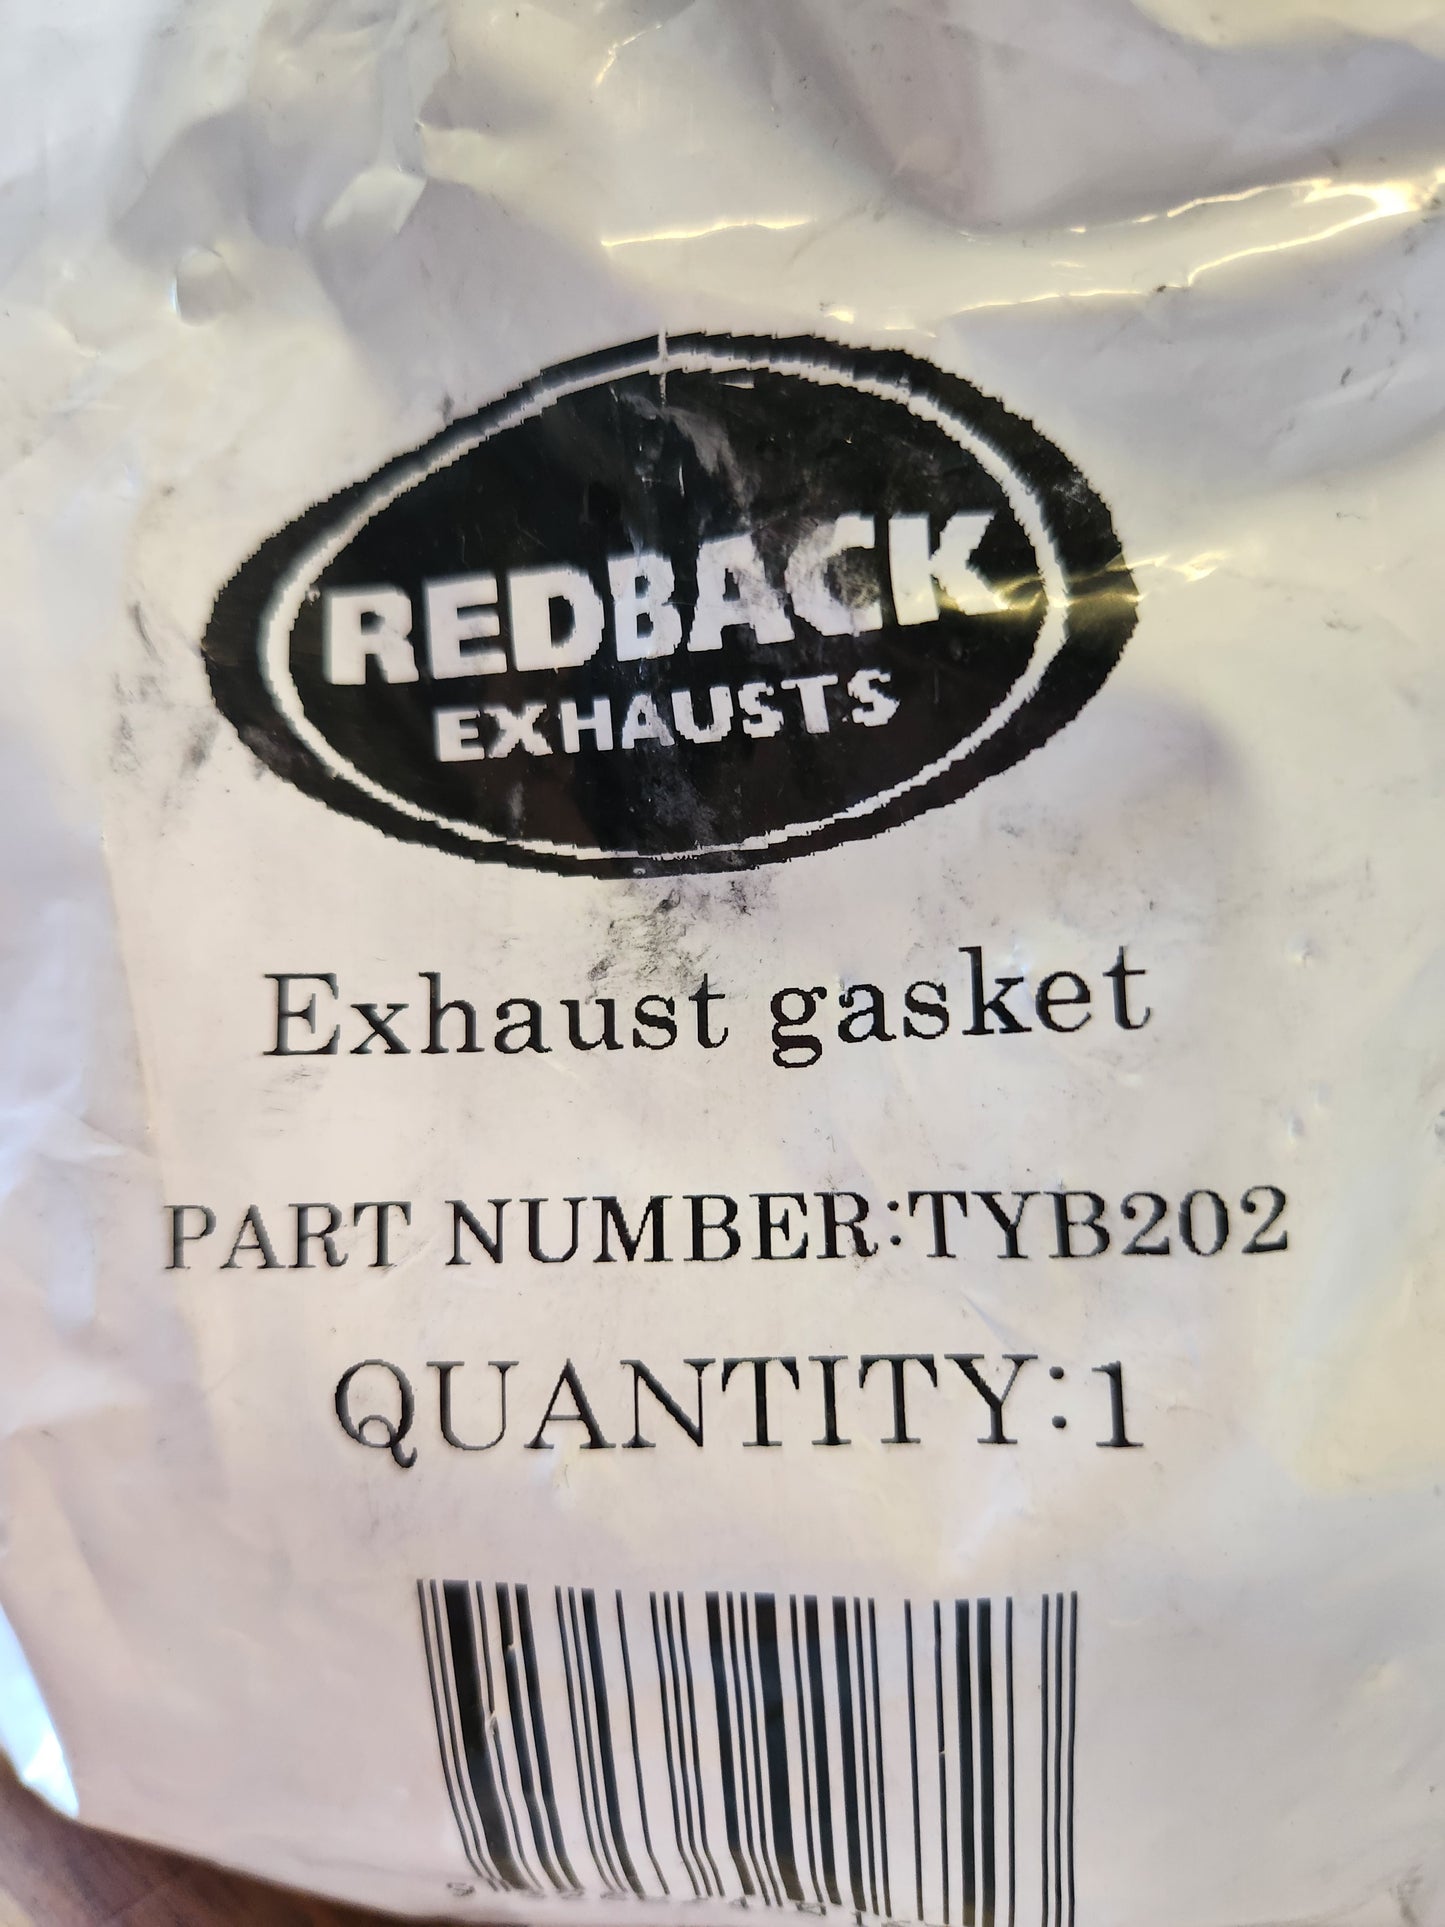 REDBACK
EXHAUSTS
Exhaust gasket
PART NUMBER:TYB202
QUANTITY:1